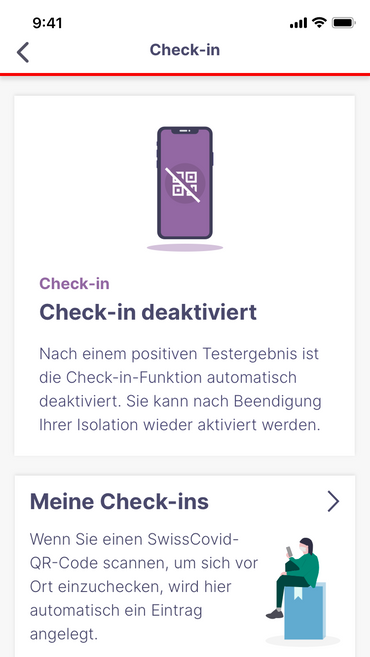 9:41
Check-in
Check-in
Check-in deaktiviert
Nach einem positiven Testergebnis ist
die Check-in-Funktion automatisch
deaktiviert. Sie kann nach Beendigung
Ihrer Isolation wieder aktiviert werden.
Meine Check-ins
Wenn Sie einen SwissCovid-
QR-Code scannen, um sich vor
Ort einzuchecken, wird hier
automatisch ein Eintrag
angelegt.